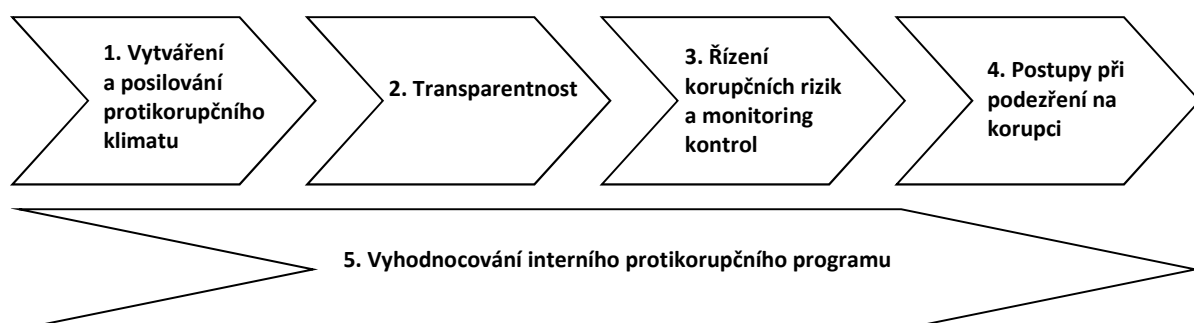 1. Vytváření
a posilování
protikorupčního
klimatu
2. Transparentnost
3. Řízení
korupčních rizik
a monitoring
kontrol
4. Postupy při
podezření na
korupci
5. Vyhodnocování interního protikorupčního programu